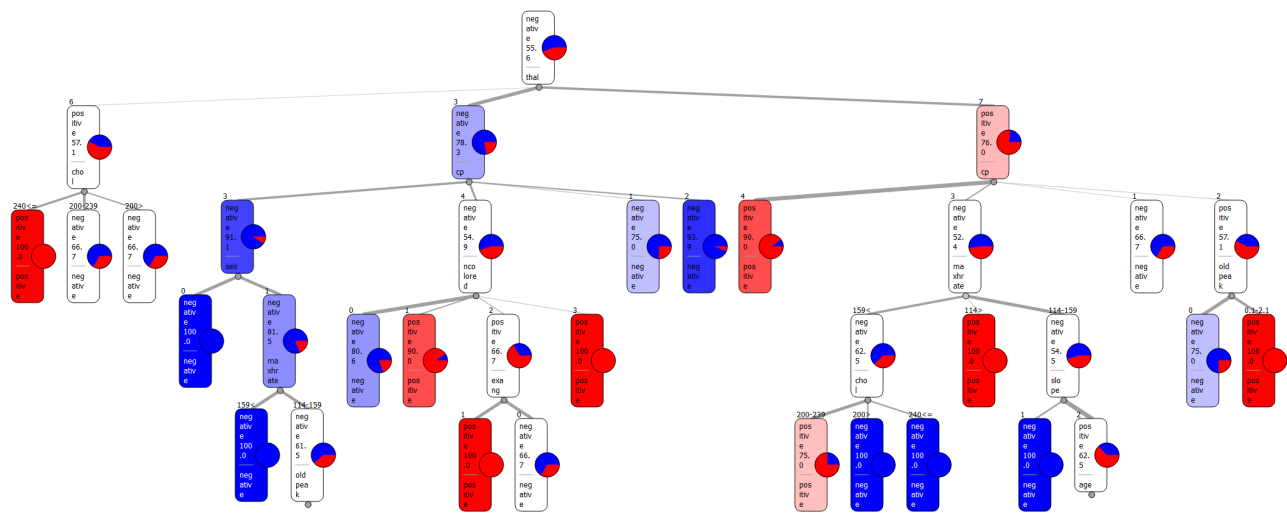 neg
ativ
e
55.
6
thal
6
pos
itiv
e
57.
1
cho
l
3
neg
ativ
e
78.
3
cp
7
pos
itiv
e
76.
0
cp
240<=
pos
itiv
e
100
.0
pos
itiv
e
200-239
neg
ativ
e
66.
7
neg
ativ
e
200>
neg
ativ
e
66.
7
neg
ativ
e
3
neg
ativ
e
91.
1
sex
4
neg
ativ
e
54.
9
nco
lore
d
1
neg
ativ
e
75.
0
neg
ativ
e
2
neg
ativ
e
93.
9
neg
ativ
e
4
pos
itiv
e
90.
0
pos
itiv
e
3
neg
ativ
e
52.
4
ma
xhr
ate
1
neg
ativ
e
66.
7
neg
ativ
e
2
pos
itiv
e
57.
1
old
pea
k
0
neg
ativ
e
100
.0
neg
ativ
e
1
neg
ativ
e
81.
5
ma
xhr
ate
0
neg
ativ
e
80.
6
neg
ativ
e
1
pos
itiv
e
90.
0
pos
itiv
e
2
pos
itiv
e
66.
7
exa
ng
3
pos
itiv
e
100
.0
pos
itiv
e
159<
neg
ativ
e
62.
5
cho
l
114>
pos
itiv
e
100
.0
pos
itiv
e
114-159
neg
ativ
e
54.
5
slo
pe
0
neg
ativ
e
75.
0
neg
ativ
e
0.1-2.1
pos
itiv
e
100
.0
pos
itiv
e
159<
neg
ativ
e
100
.0
neg
ativ
e
114-159
neg
ativ
e
61.
5
old
pea
k
1
pos
itiv
e
100
.0
pos
itiv
e
0
neg
ativ
e
66.
7
neg
ativ
e
200-239
pos
itiv
e
75.
0
pos
itiv
e
200>
neg
ativ
e
100
.0
neg
ativ
e
240<=
neg
ativ
e
100
.0
neg
ativ
e
1
neg
ativ
e
100
.0
neg
ativ
e
2
pos
itiv
e
62.
5
age